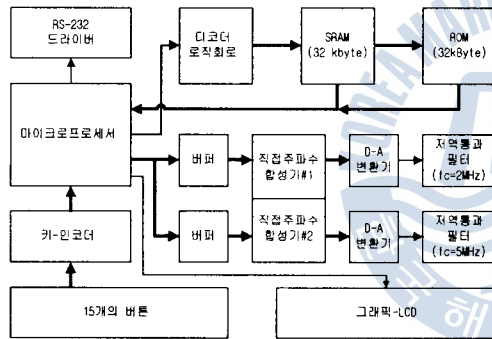 RS-232
드라이버
디코더
로직회로
SRAM
(32 kbyte)
ROM
(32kByte)
마이크로프로세서
버퍼
직접주파수
합성기#1
D-A
변환기
저역통과
필터
(fc=2MHz)
키-인코더
버퍼
직접주파수
합성기#2
D-A
변환기
저역통과
필터
(fc=5MHz)
15개의 버튼
그래픽-LCD